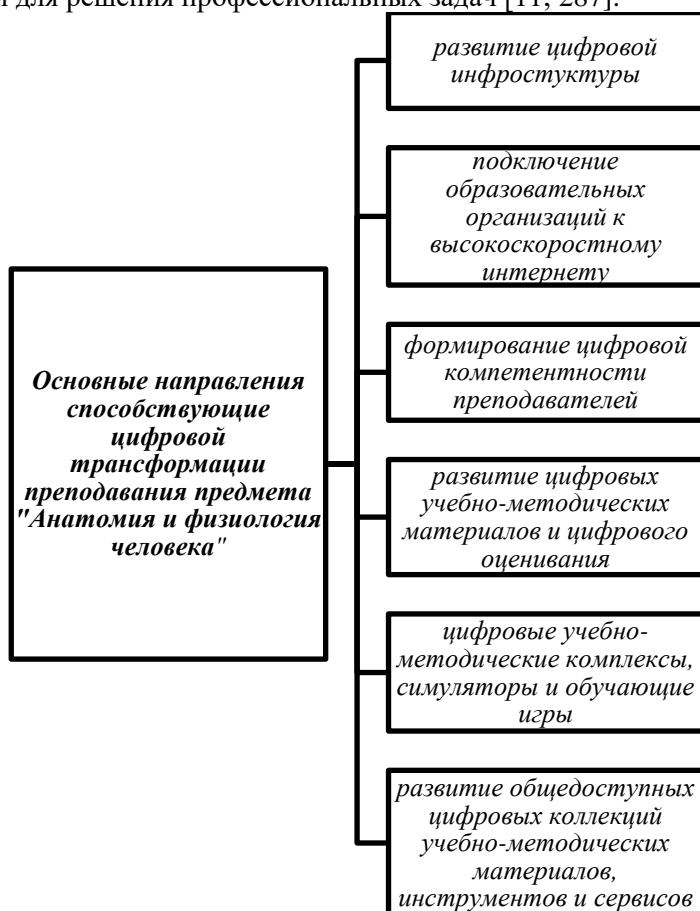 для решения профессиональных задач [11, 287].
развитие цифровой
инфростуктуры
подключение
образовательных
организаций к
высокоскоростному
интернету
Основные направления
способствующие
цифровой
трансформации
преподавания предмета
"Анатомия и физиология
человека"
формирование цифровой
компетентности
преподавателей
развитие цифровых
учебно-методических
материалов и цифрового
оценивания
цифровые учебно-
методические комплексы,
симуляторы и обучающие
игры
развитие общедоступных
цифровых коллекций
учебно-методических
материалов,
инструментов и сервисов